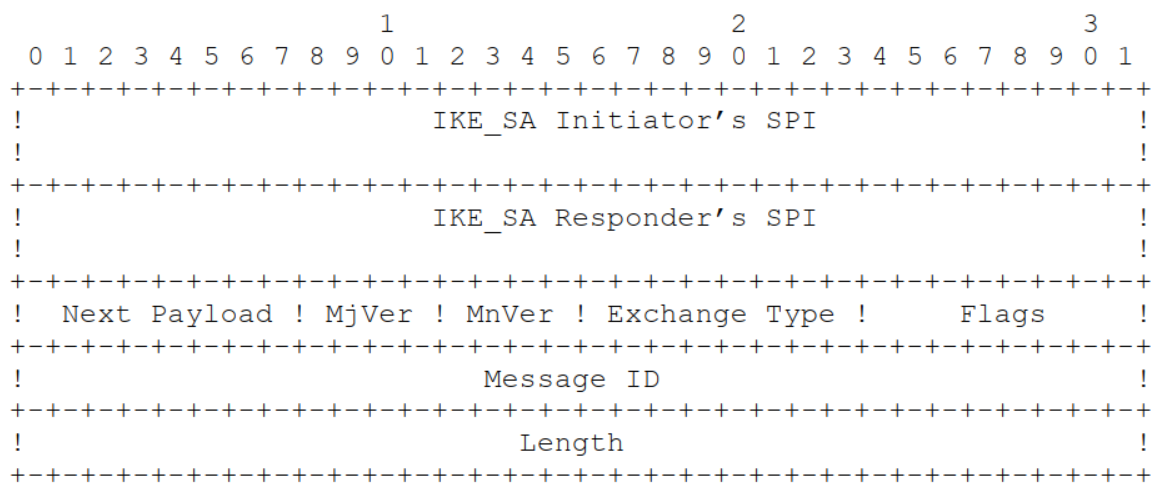 1                   2                   3
 0 1 2 3 4 5 6 7 8 9 0 1 2 3 4 5 6 7 8 9 0 1 2 3 4 5 6 7 8 9 0 1
+-+-+-+-+-+-+-+-+-+-+-+-+-+-+-+-+-+-+-+-+-+-+-+-+-+-+-+-+-+-+-+-+
!                       IKE_SA Initiator’s SPI                  !
!                                                               !
+-+-+-+-+-+-+-+-+-+-+-+-+-+-+-+-+-+-+-+-+-+-+-+-+-+-+-+-+-+-+-+-+
!                       IKE_SA Responder’s SPI                  !
!                                                               !
+-+-+-+-+-+-+-+-+-+-+-+-+-+-+-+-+-+-+-+-+-+-+-+-+-+-+-+-+-+-+-+-+
!  Next Payload ! MjVer ! MnVer ! Exchange Type !     Flags     !
+-+-+-+-+-+-+-+-+-+-+-+-+-+-+-+-+-+-+-+-+-+-+-+-+-+-+-+-+-+-+-+-+
!                          Message ID                           !
+-+-+-+-+-+-+-+-+-+-+-+-+-+-+-+-+-+-+-+-+-+-+-+-+-+-+-+-+-+-+-+-+
!                            Length                             !
+-+-+-+-+-+-+-+-+-+-+-+-+-+-+-+-+-+-+-+-+-+-+-+-+-+-+-+-+-+-+-+-+